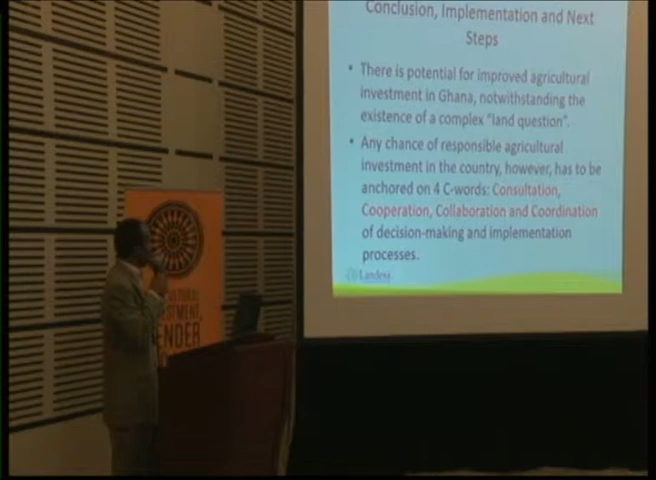 Conclusion, Implementation and Next
Steps
• There is potential for improved agricultural
investment in Ghana, notwithstanding the
existence of a complex "land question".
• Any chance of responsible agricultural
investment in the country, however, has to be
anchored on 4 C-words: Consultation,
Cooperation, Collaboration and Coordination
of decision-making and implementation
processes.
Landesa